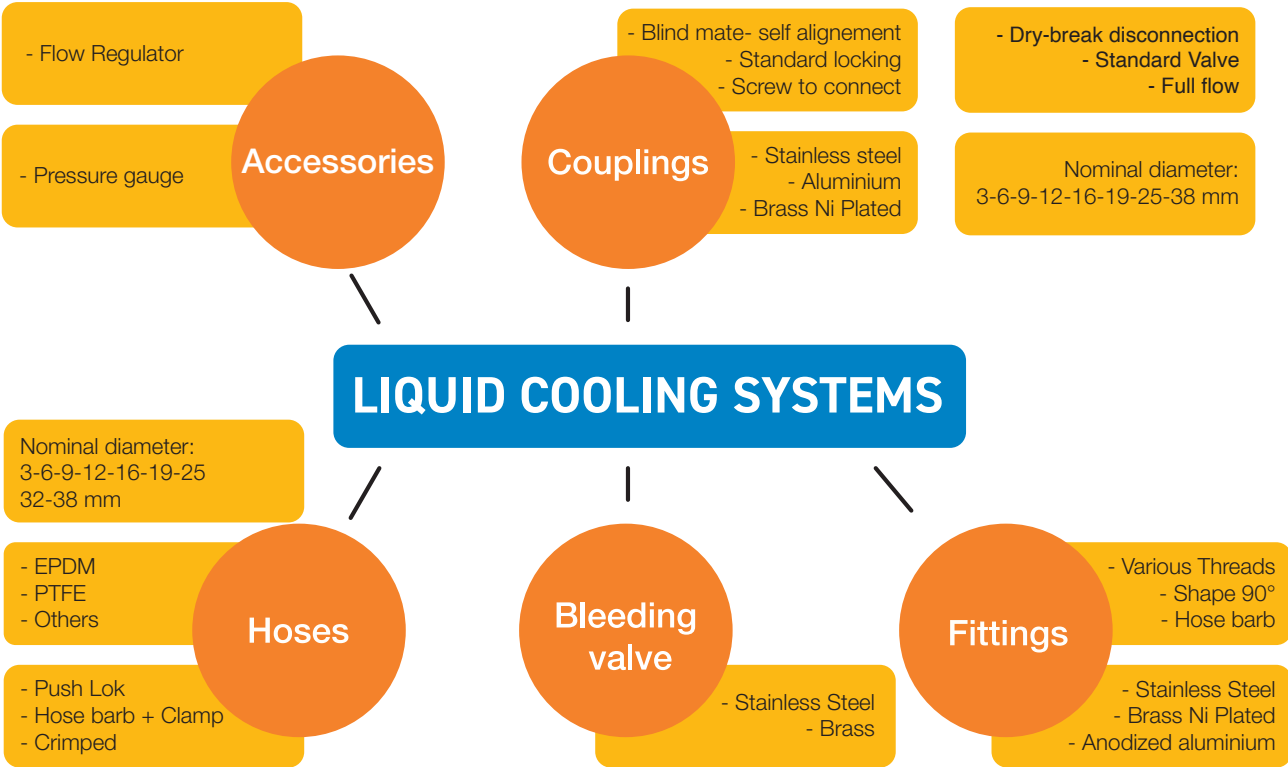 - Flow Regulator
- Pressure gauge
Accessories
- Blind mate- self alignement
- Standard locking
- Screw to connect
Couplings
- Stainless steel
- Aluminium
- Brass Ni Plated
- Dry-break disconnection
- Standard Valve
- Full flow
Nominal diameter:
3-6-9-12-16-19-25-38 mm
LIQUID COOLING SYSTEMS
Nominal diameter:
3-6-9-12-16-19-25
32-38 mm
- EPDM
- PTFE
- Others
Hoses
- Push Lok
- Hose barb + Clamp
- Crimped
Bleeding
valve
- Stainless Steel
- Brass
Fittings
- Various Threads
- Shape 90°
- Hose barb
- Stainless Steel
- Brass Ni Plated
- Anodized aluminium